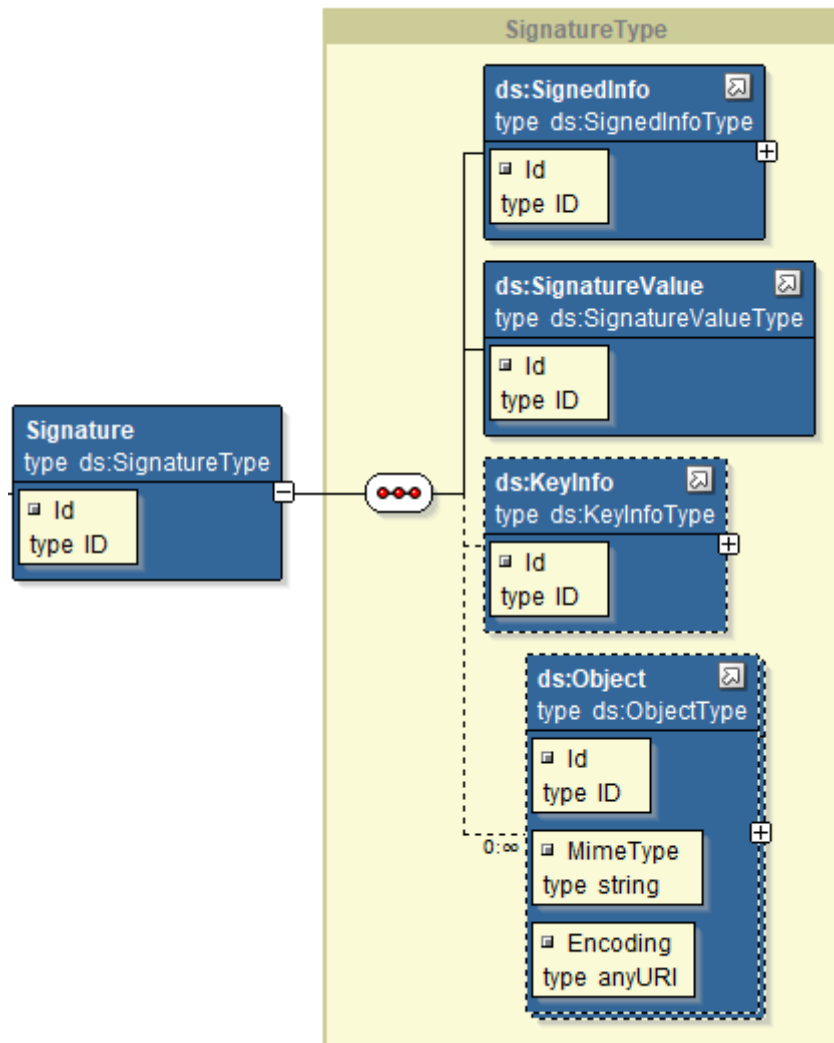 SignatureType
ds:SignedInfo
type ds:SignedInfoType
Id
type ID
ds:SignatureValue
type ds:SignatureValueType
Id
type ID
Signature
type ds:SignatureType
Id
type ID
ds:KeyInfo
type ds:KeyInfoType
Id
type ID
ds:Object
type ds:ObjectType
Id
type ID
0:∞
MimeType
type string
Encoding
type anyURI